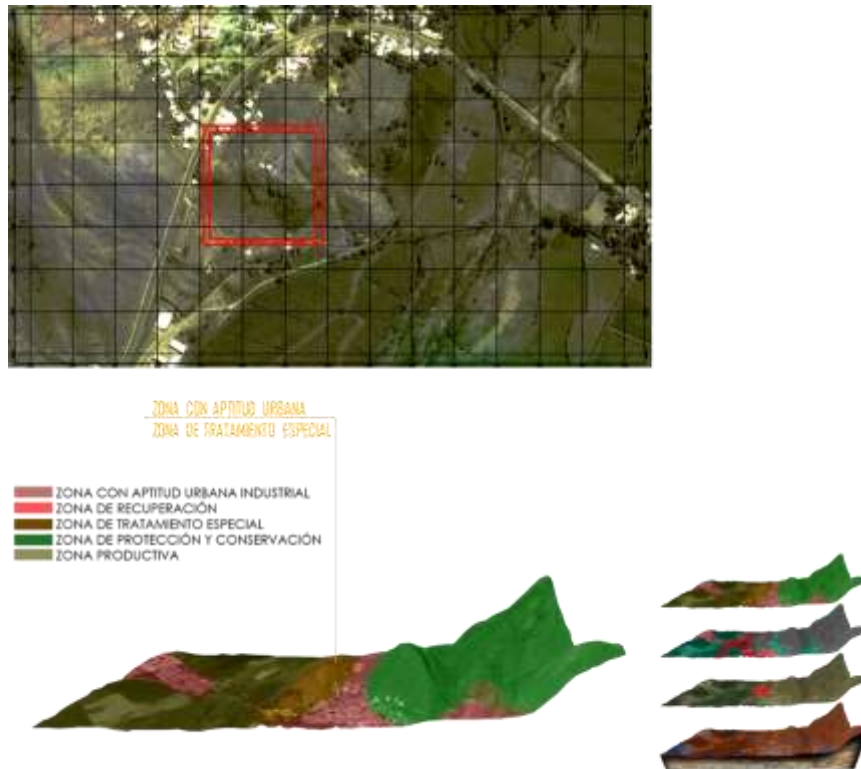 ZONA CON APTITUD URBANA
ZONA DE TRATAMIENTO ESPECIAL
ZONA CON APTITUD URBANA INDUSTRIAL
ZONA DE RECUPERACIÓN
ZONA DE TRATAMIENTO ESPECIAL
ZONA DE PROTECCIÓN Y CONSERVACIÓN
ZONA PRODUCTIVA